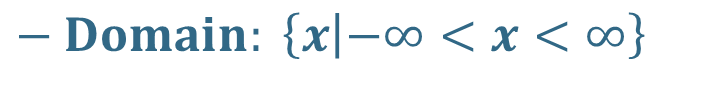 – Domain: {x|−∞ < x < ∞}